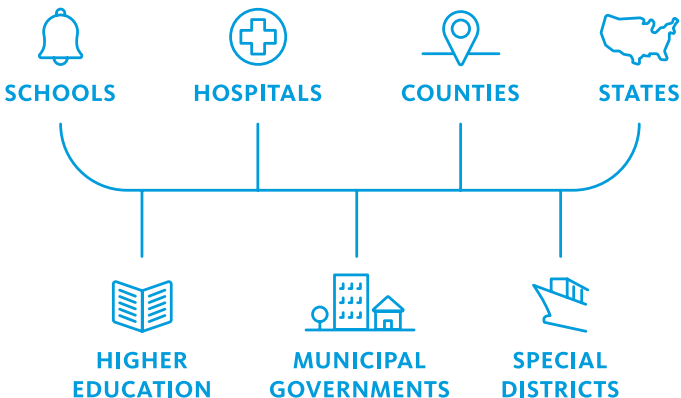 SCHOOLS
HOSPITALS
COUNTIES
STATES
HIGHER
EDUCATION
MUNICIPAL
GOVERNMENTS
SPECIAL
DISTRICTS